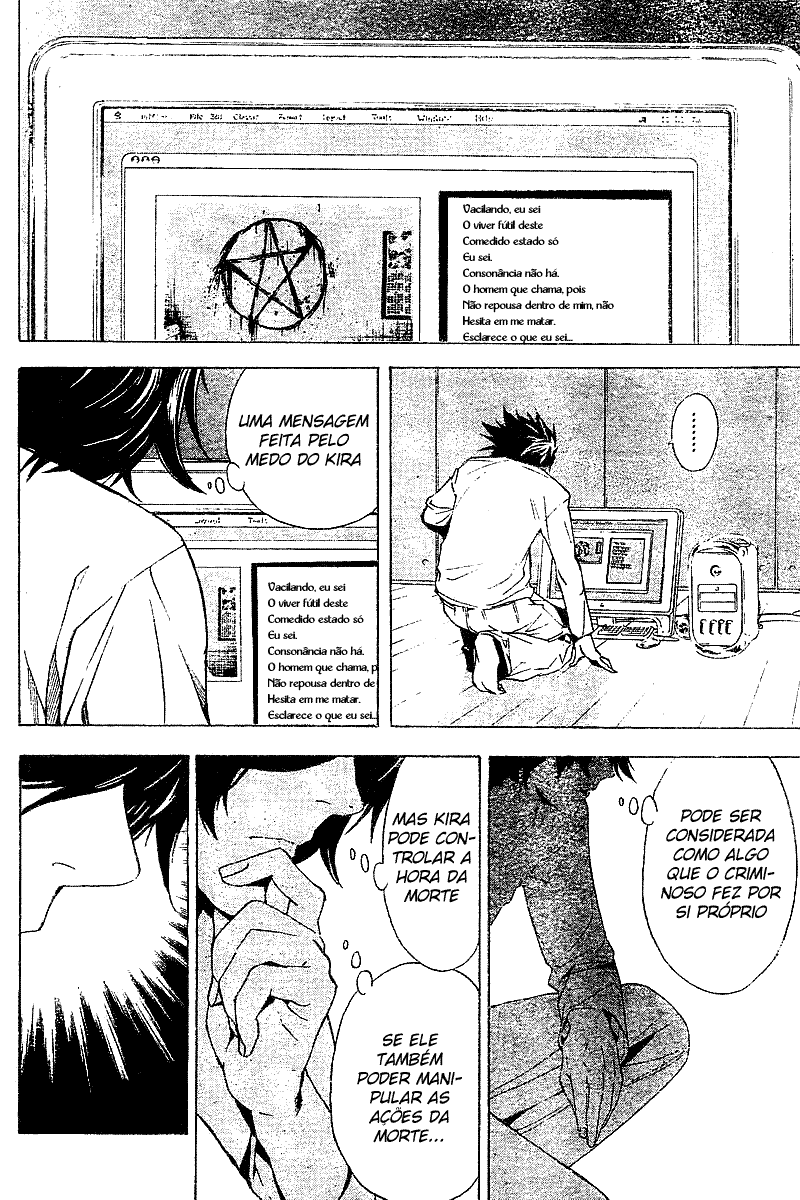 File Edit
Window Help
Vacilando, eu sei
O viver fútil deste
Comedido estado só
Eu sei.
Consonância não há.
O homem que chama, pois
Não repousa dentro de mim, não
Hesita em me matar.
Esclarece o que eu sei...
.......
UMA MENSAGEM
FEITA PELO
MEDO DO KIRA
Vacilando, eu sei
O viver fútil deste
Comedido estado só
Eu sei.
Consonância não há.
O homem que chama, p
Não repousa dentro de
Hesita em me matar.
Esclarece o que eu sei...
PODE SER
CONSIDERADA
COMO ALGO
QUE O CRIMI-
NOSO FEZ POR
SI PRÓPRIO
MAS KIRA
PODE CON-
TROLAR A
HORA DA
MORTE
SE ELE
TAMBÉM
PODER MANI-
PULAR AS
AÇÕES DA
MORTE...